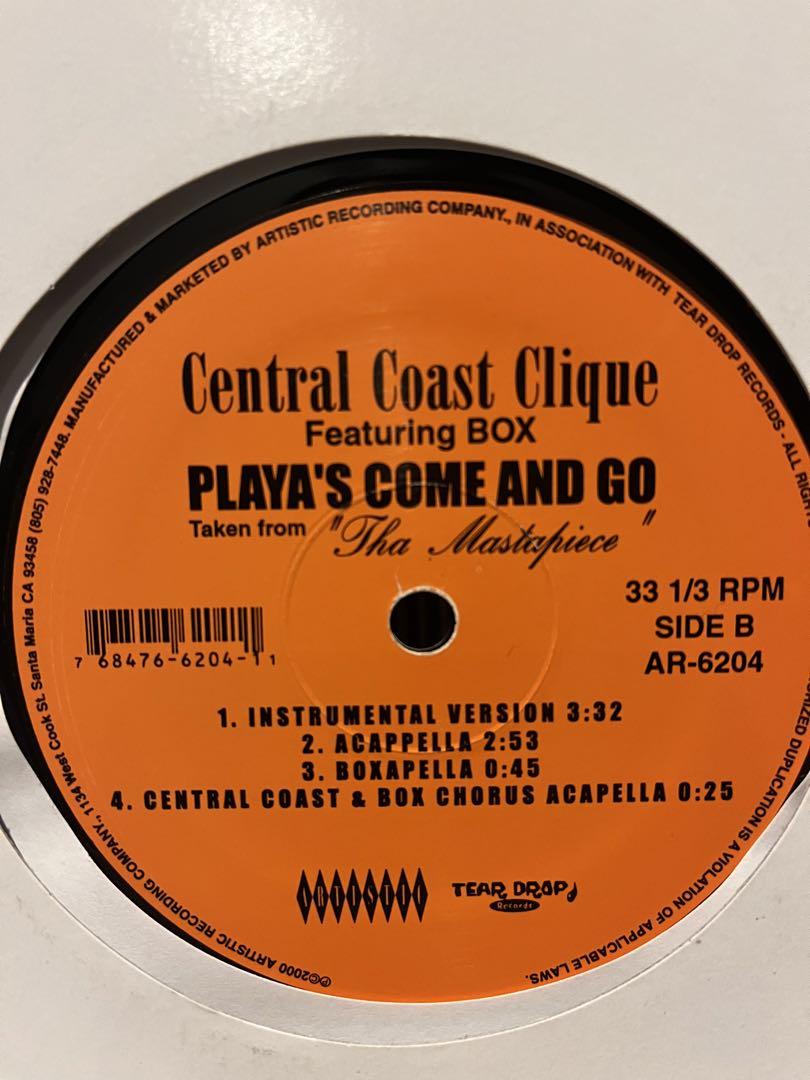 MANUFACTURED & MARKETED BY ARTISTIC RECORDING COMPANY., IN ASSOCIATION WITH TEAR DROP RECORDS - ALL RIGHTS
Central Coast Clique
Featuring BOX
PLAYA'S COME AND GO
Taken from "Tha Mastapiece"
33 1/3 RPM
SIDE B
AR-6204
7 68476-6204-1 1
1. INSTRUMENTAL VERSION 3:32
2. ACAPPELLA 2:53
3. BOXAPELLA 0:45
4. CENTRAL COAST & BOX CHORUS ACAPELLA 0:25
ARTISTIC
TEAR DROP
Records
DUPLICATION IS A VIOLATION OF APPLICABLE LAWS.
℗©2000 ARTISTIC RECORDING COMPANY, 1134 West Cook St. Santa Maria CA 93458 (805) 928-7448.